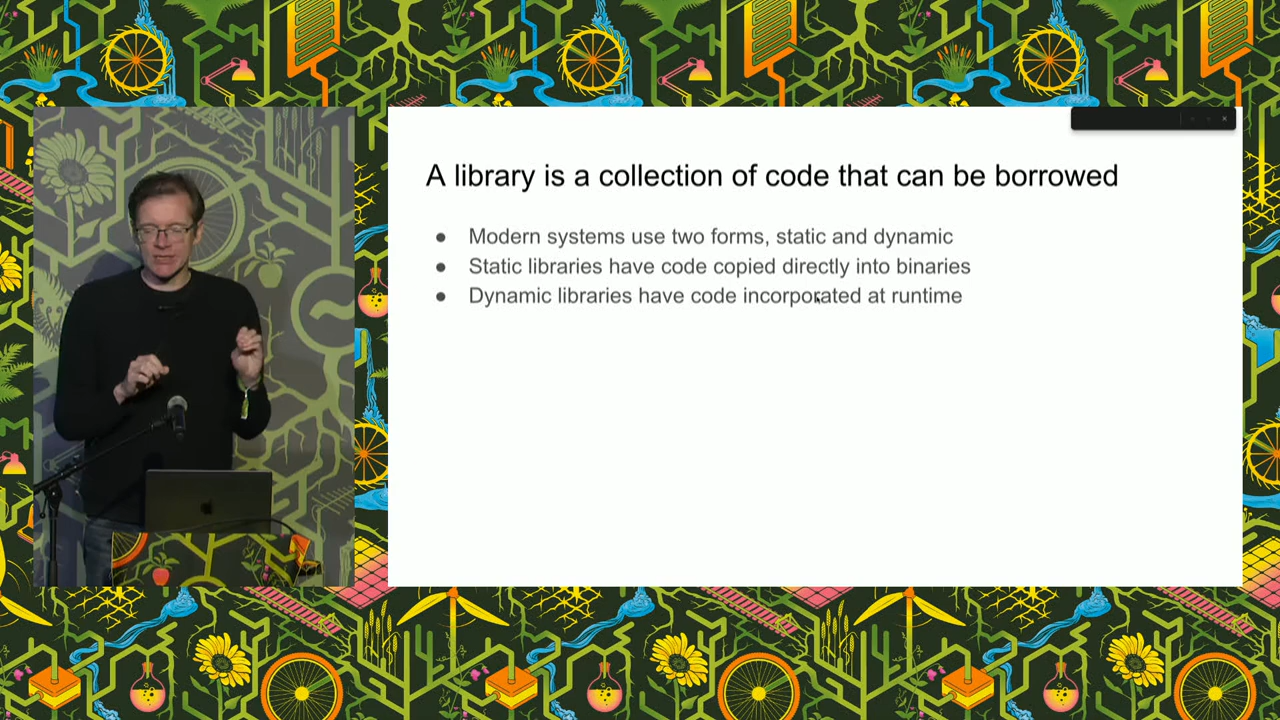 A library is a collection of code that can be borrowed
● Modern systems use two forms, static and dynamic
● Static libraries have code copied directly into binaries
● Dynamic libraries have code incorporated at runtime